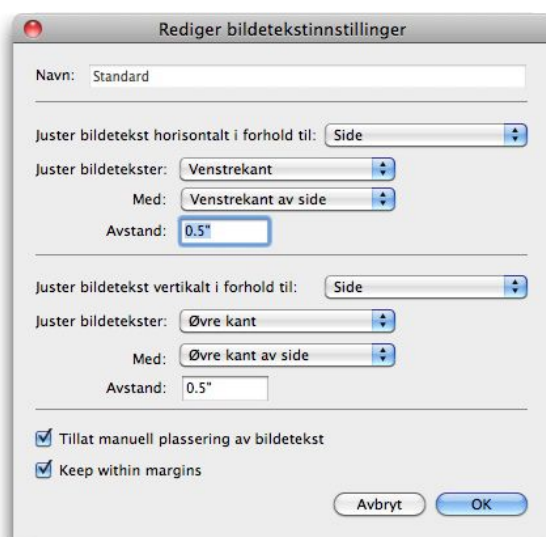 Rediger bildetekstinnstillinger
Navn: Standard
Juster bildetekst horisontalt i forhold til: Side
Juster bildetekster: Venstrekant
Med: Venstrekant av side
Avstand: 0.5"
Juster bildetekst vertikalt i forhold til: Side
Juster bildetekster: Øvre kant
Med: Øvre kant av side
Avstand: 0.5"
Tillat manuell plassering av bildetekst
Keep within margins
Avbryt OK